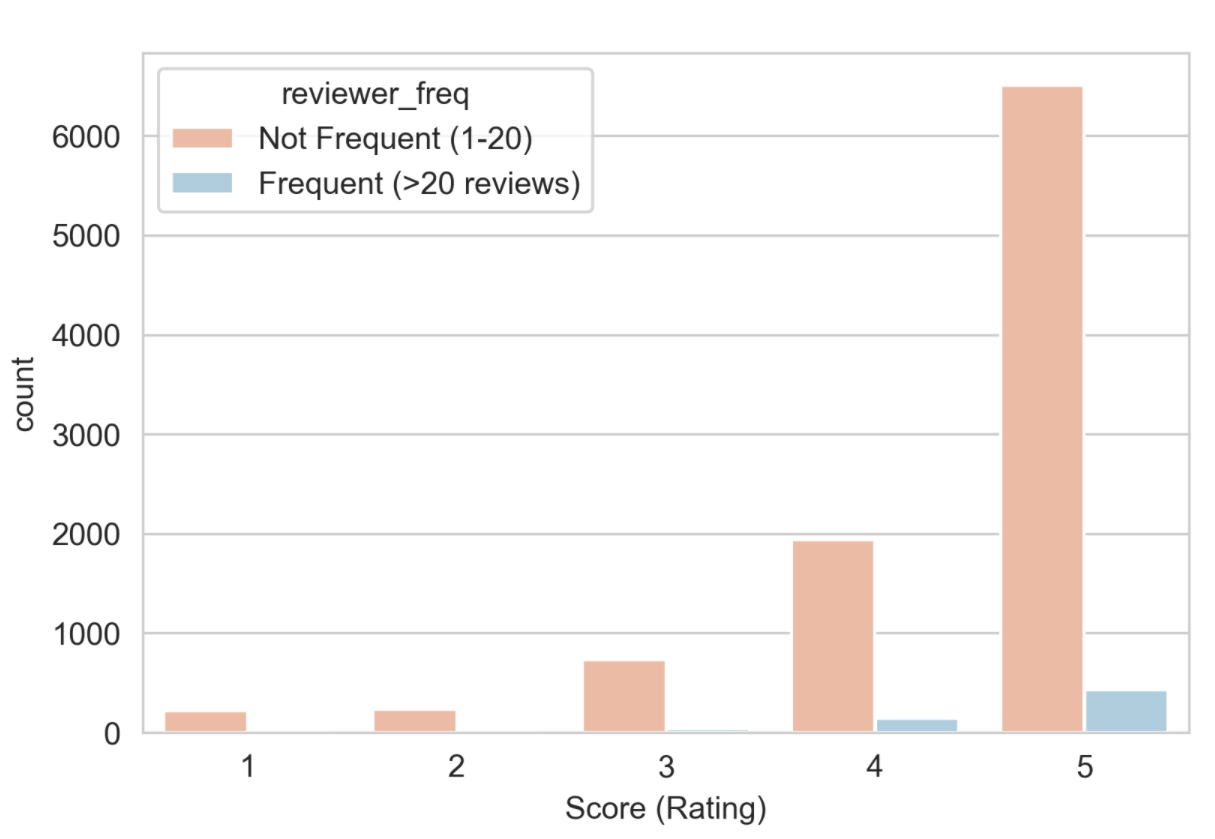 reviewer_freq
Not Frequent (1-20)
Frequent (>20 reviews)
6000
5000
4000
3000
2000
1000
0
count
1 2 3 4 5
Score (Rating)